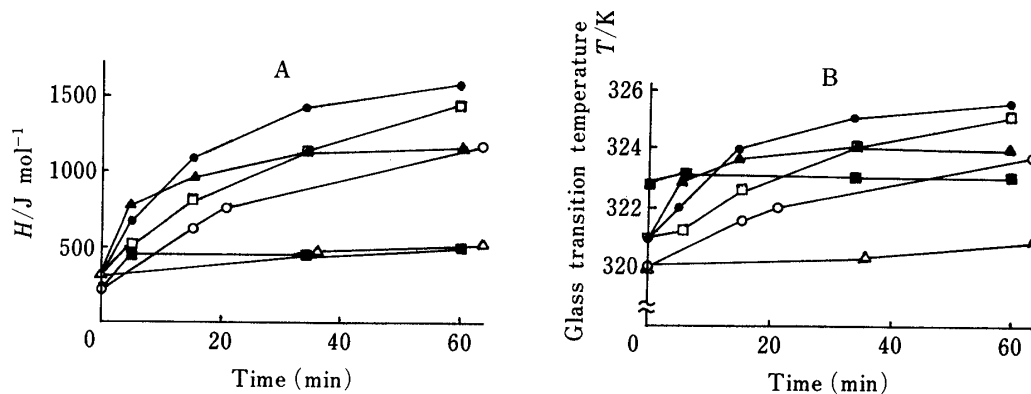 A
H/J mol⁻¹
1500
1000
500
0
20
40
60
Time (min)
B
Glass transition temperature
T/K
326
324
322
320
0
20
40
60
Time (min)